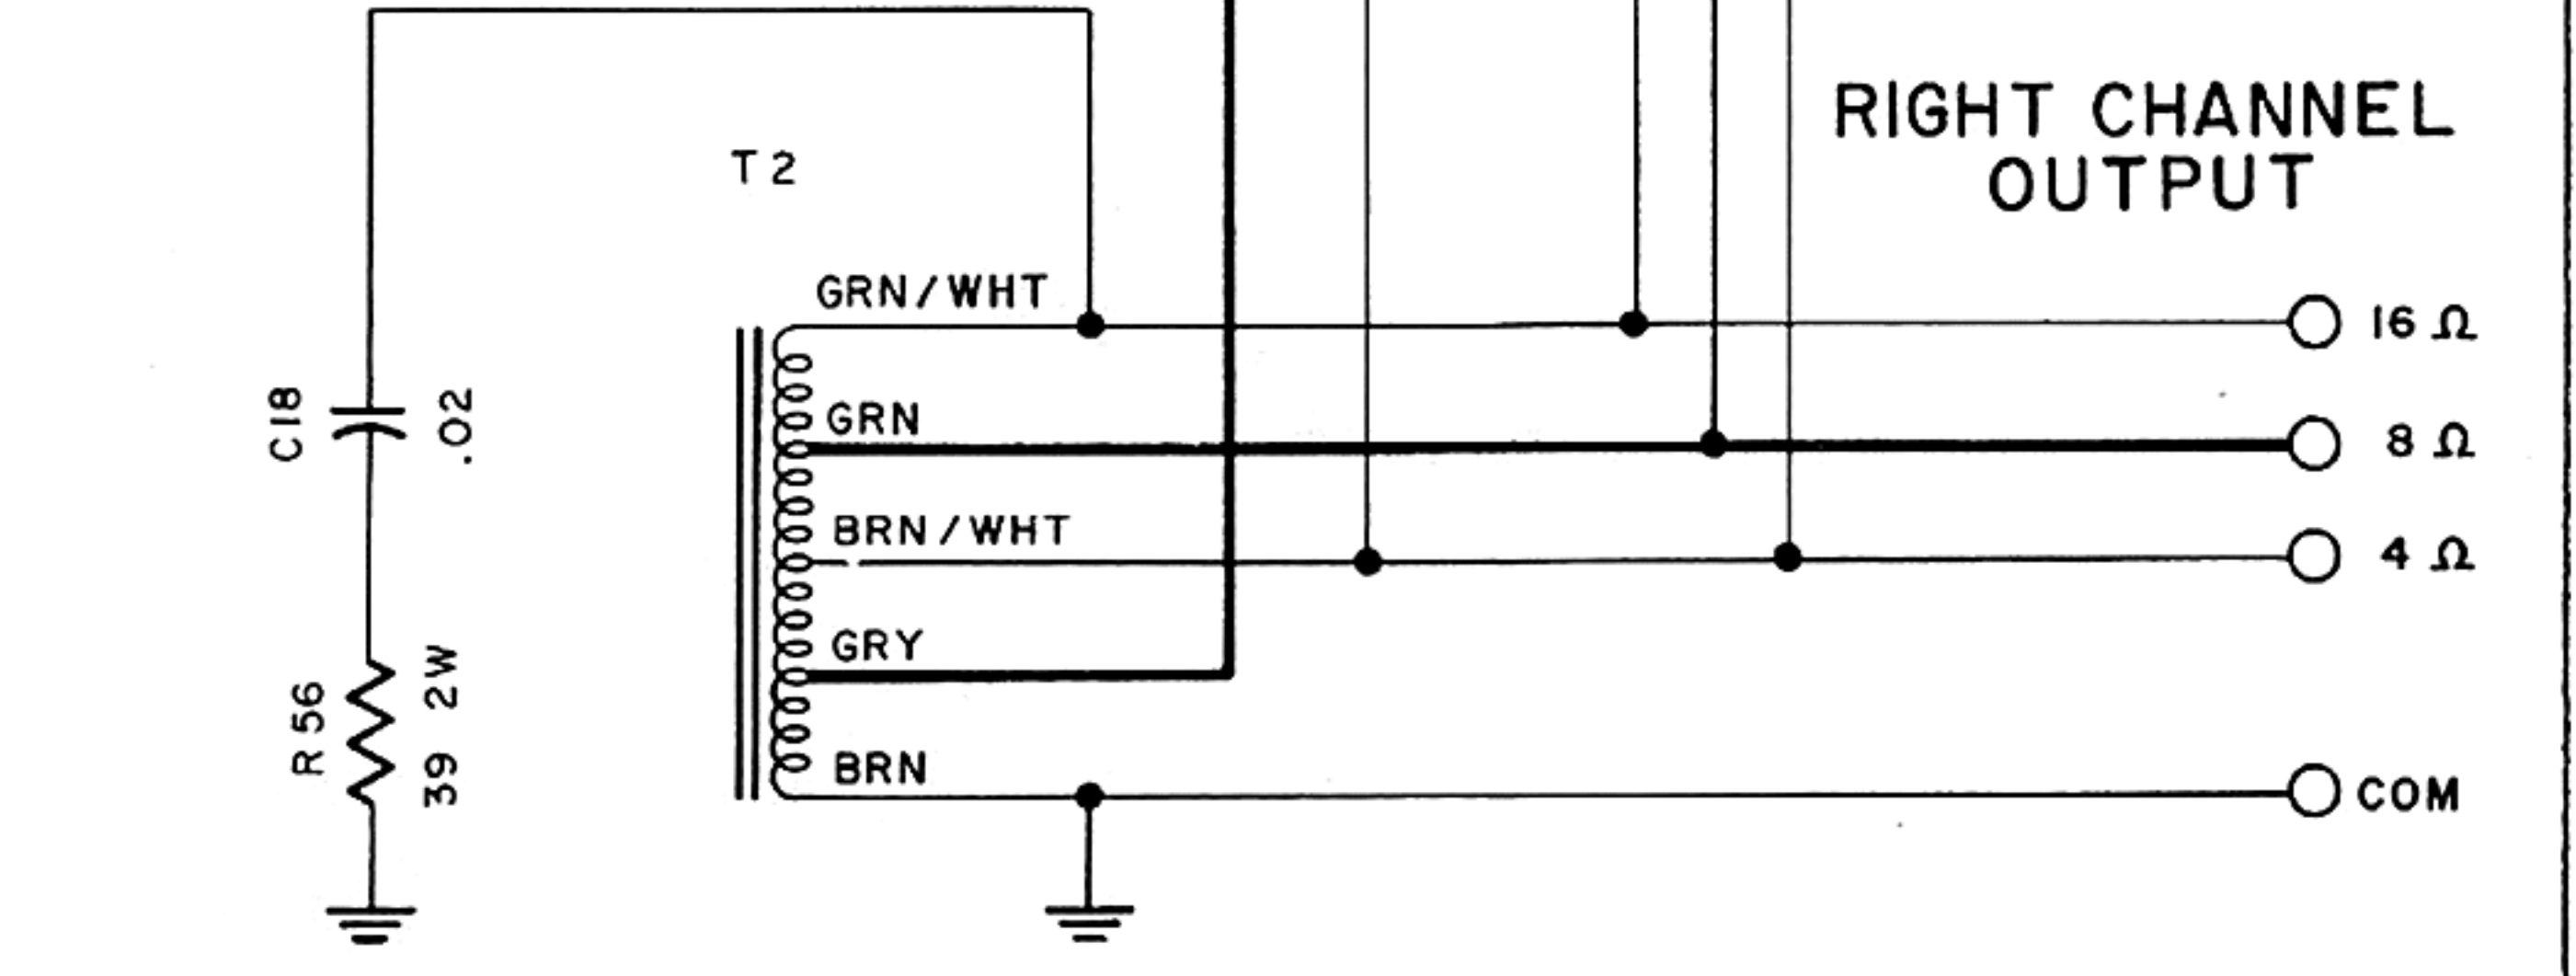 RIGHT CHANNEL
OUTPUT
T2
GRN/WHT
16 Ω
C18
.02
GRN
8 Ω
BRN/WHT
4 Ω
GRY
R56
39 2W
BRN
COM